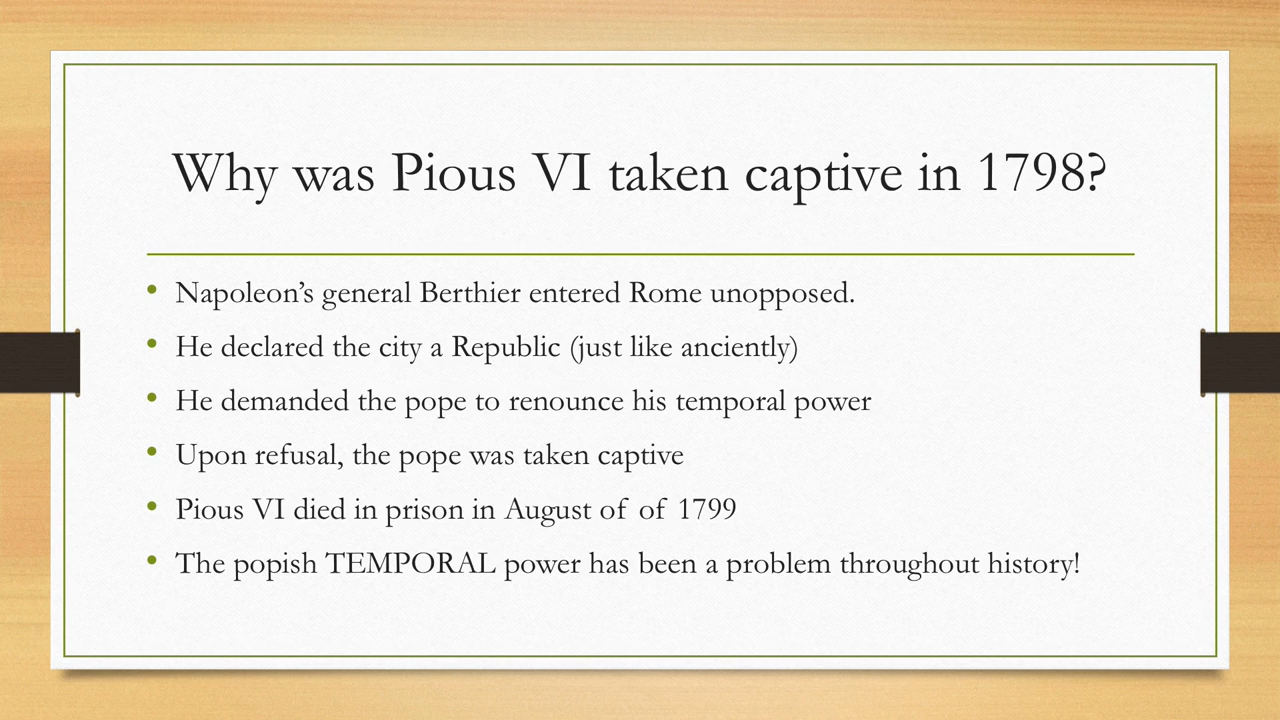 Why was Pious VI taken captive in 1798?
• Napoleon’s general Berthier entered Rome unopposed.
• He declared the city a Republic (just like anciently)
• He demanded the pope to renounce his temporal power
• Upon refusal, the pope was taken captive
• Pious VI died in prison in August of of 1799
• The popish TEMPORAL power has been a problem throughout history!